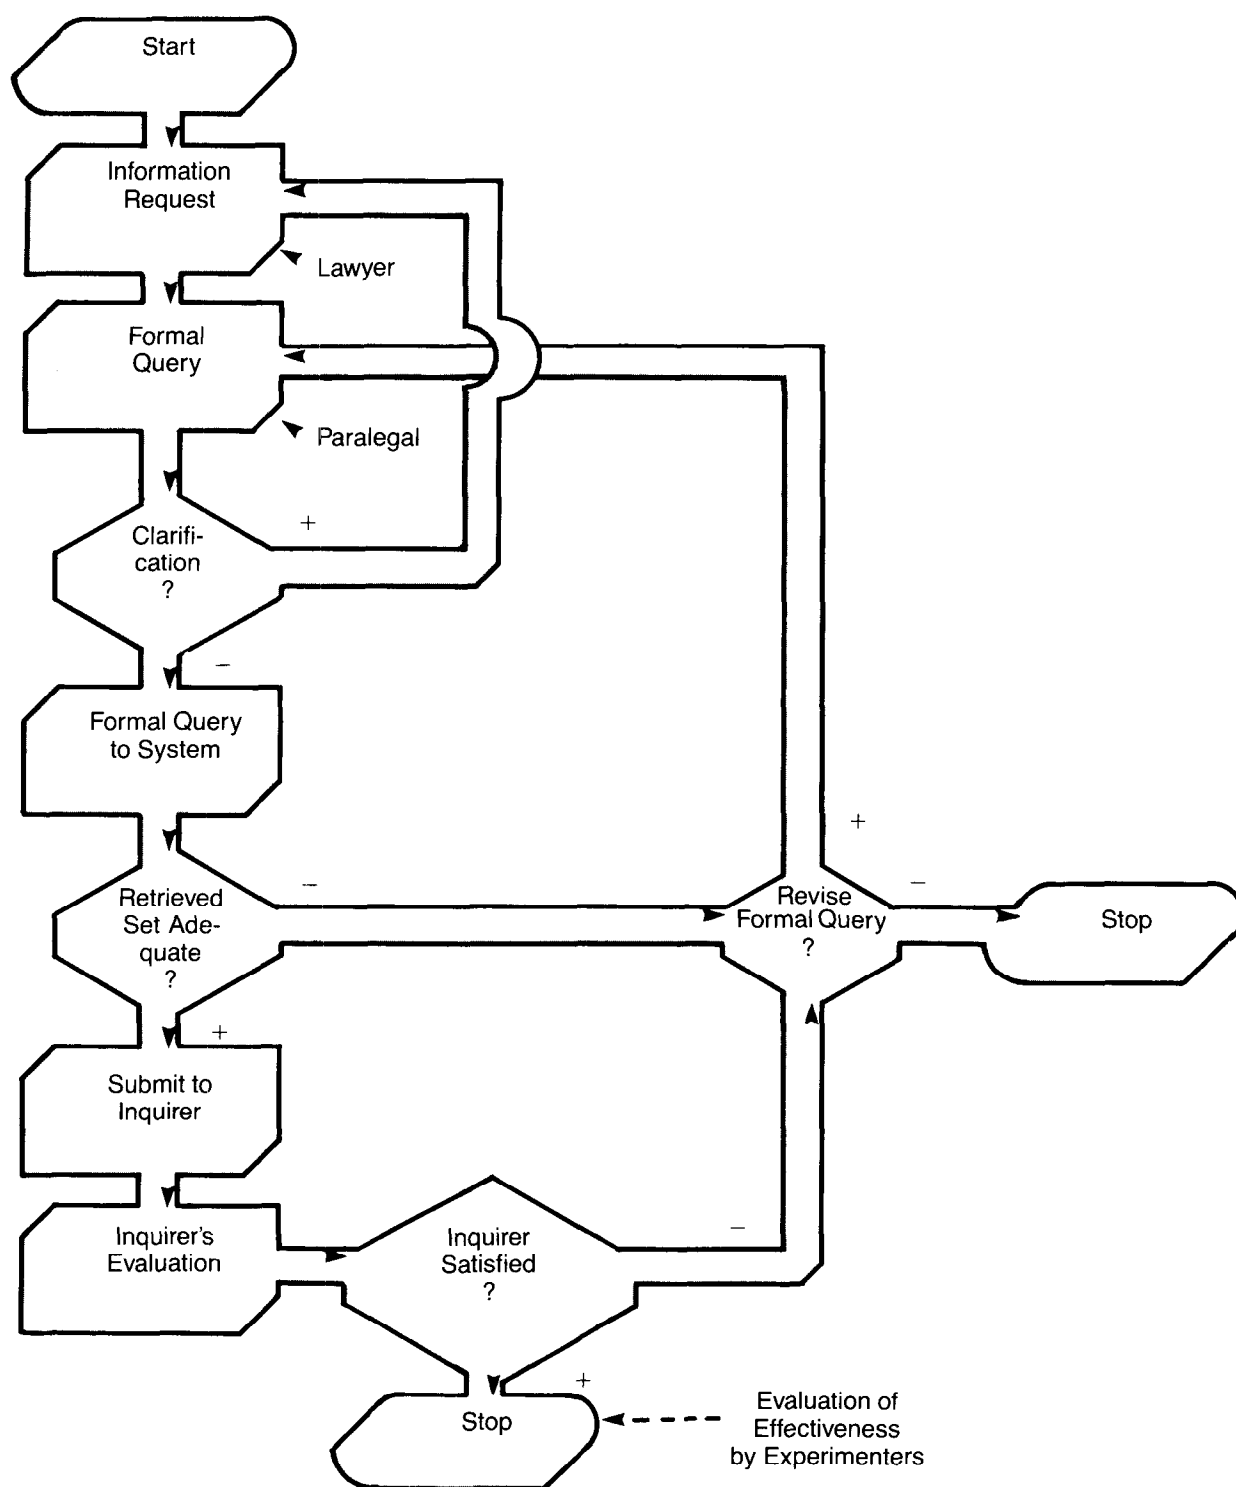 Start
Information
Request
Lawyer
Formal
Query
Paralegal
+
Clarifi-
cation
?
–
Formal Query
to System
+
–
–
Retrieved
Set Ade-
quate
?
Revise
Formal Query
?
Stop
+
Submit to
Inquirer
–
Inquirer's
Evaluation
Inquirer
Satisfied
?
+
Stop
Evaluation of
Effectiveness
by Experimenters